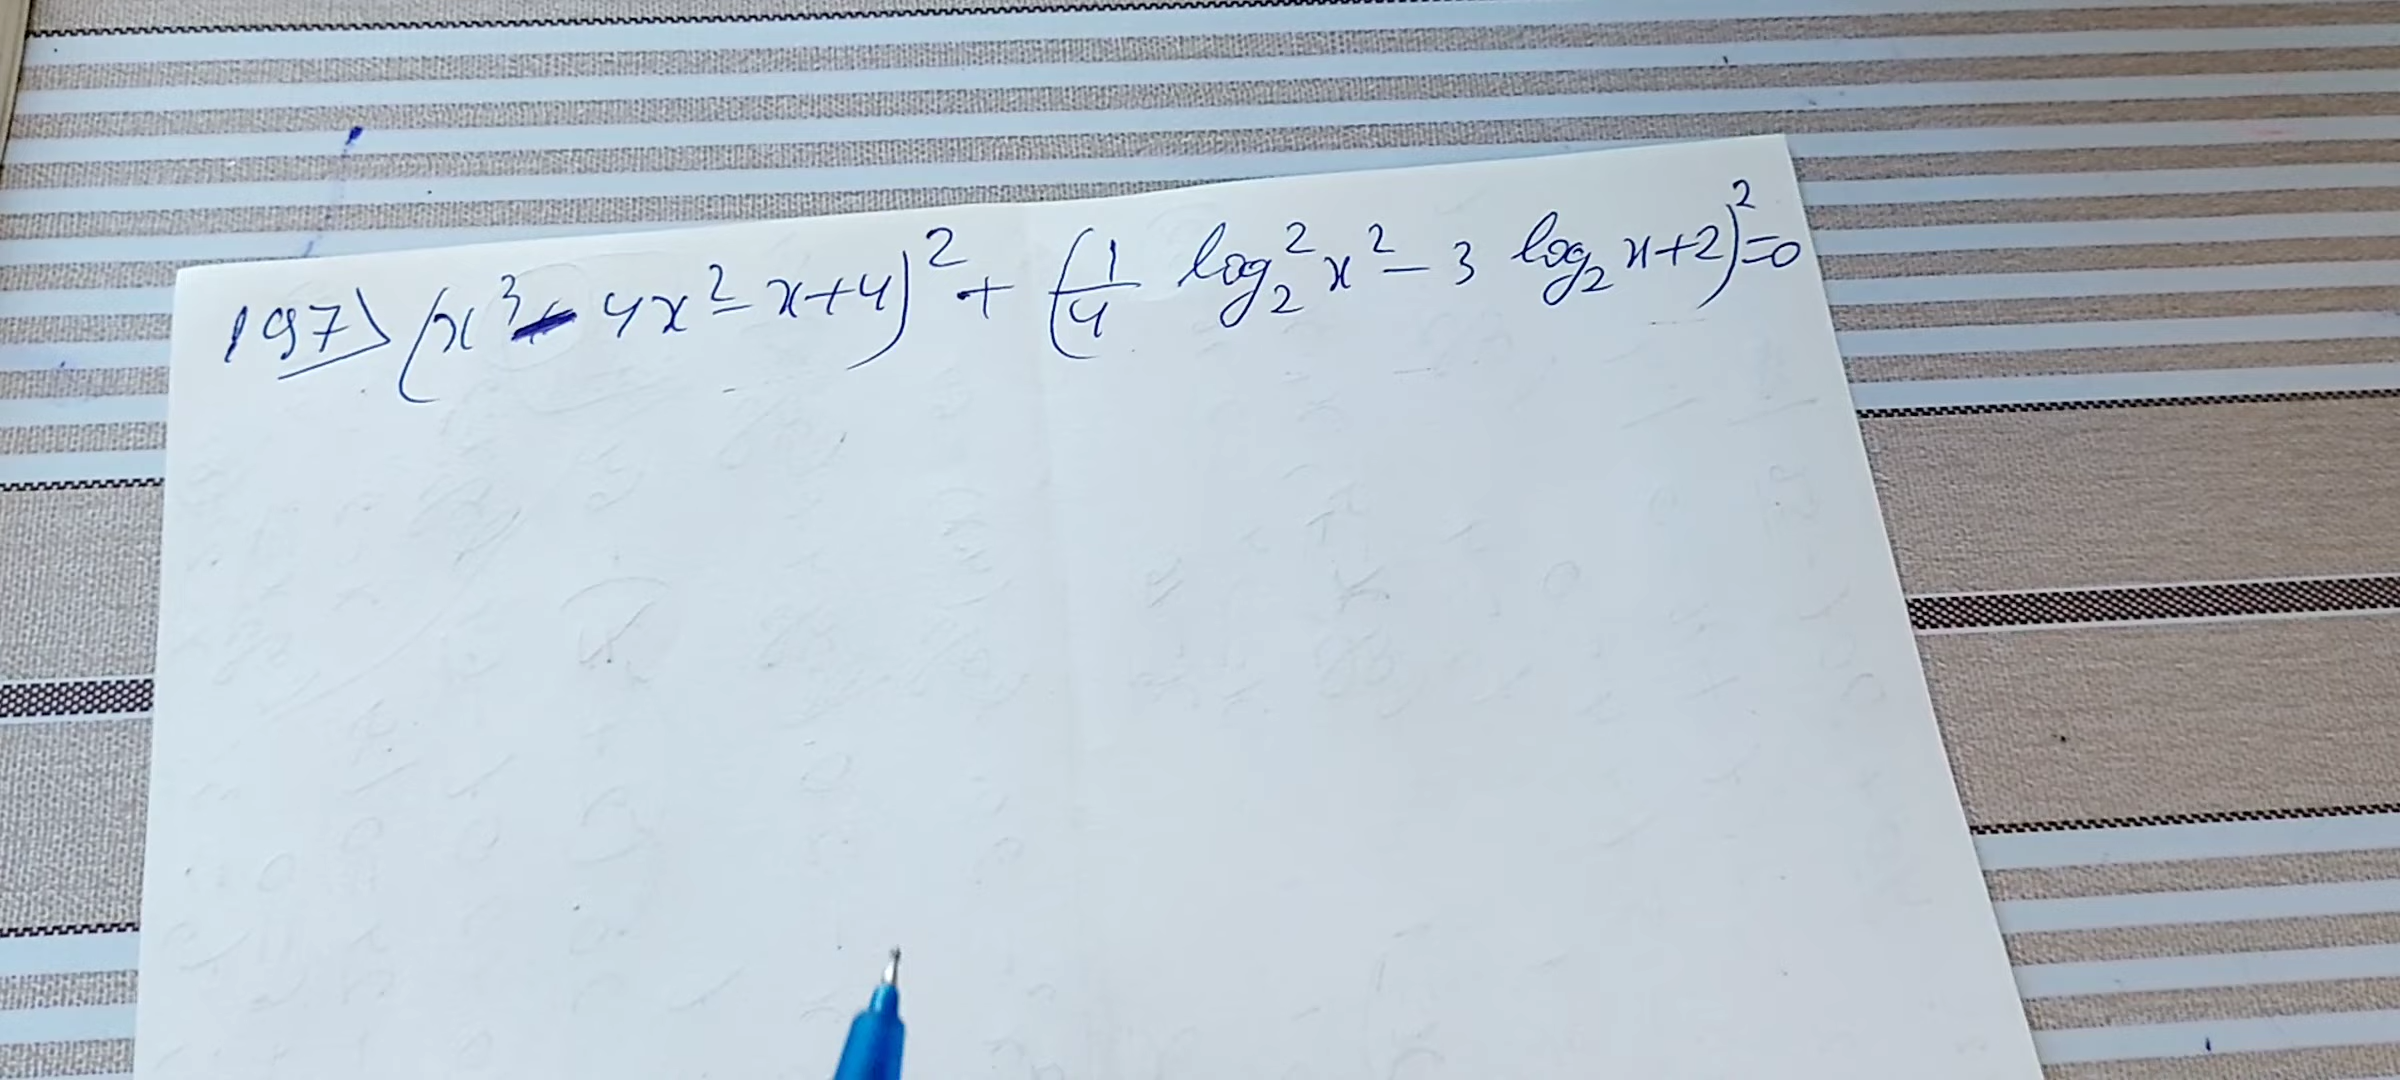 197) (x³ - 4x² - x + 4)² + (1/4 log₂² x² - 3 log₂ x + 2)² = 0